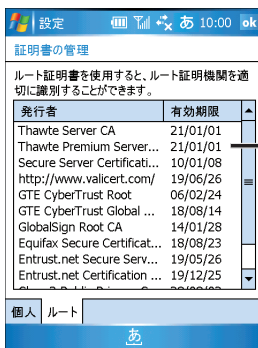 設定 あ 10:00 ok
証明書の管理
ルート証明書を使用すると、ルート証明機関を適
切に識別することができます。
発行者 有効期限
Thawte Server CA 21/01/01
Thawte Premium Server... 21/01/01
Secure Server Certificati... 10/01/08
http://www.valicert.com/ 19/06/26
GTE CyberTrust Root 06/02/24
GTE CyberTrust Global ... 18/08/14
GlobalSign Root CA 14/01/28
Equifax Secure Certificat... 18/08/23
Entrust.net Secure Serv... 19/05/26
Entrust.net Certification ... 19/12/25
個人 ルート
あ